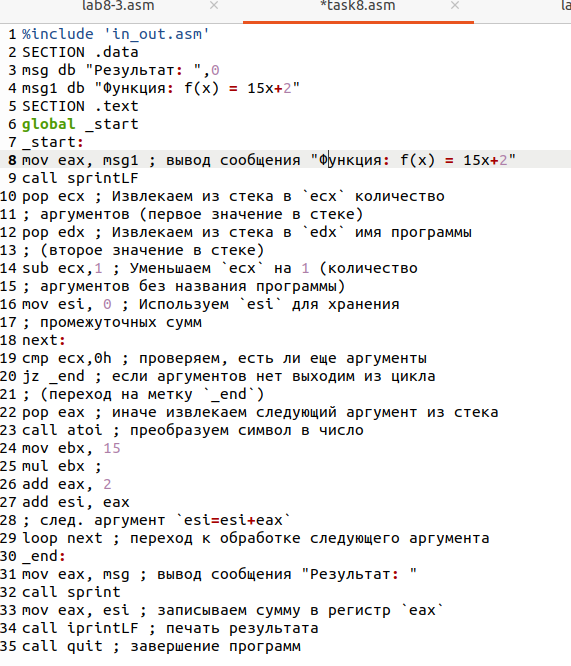 lab8-3.asm × *task8.asm × la
1 %include 'in_out.asm'
2 SECTION .data
3 msg db "Результат: ",0
4 msg1 db "Функция: f(x) = 15x+2"
5 SECTION .text
6 global _start
7 _start:
8 mov eax, msg1 ; вывод сообщения "Функция: f(x) = 15x+2"
9 call sprintLF
10 pop ecx ; Извлекаем из стека в `ecx` количество
11 ; аргументов (первое значение в стеке)
12 pop edx ; Извлекаем из стека в `edx` имя программы
13 ; (второе значение в стеке)
14 sub ecx,1 ; Уменьшаем `ecx` на 1 (количество
15 ; аргументов без названия программы)
16 mov esi, 0 ; Используем `esi` для хранения
17 ; промежуточных сумм
18 next:
19 cmp ecx,0h ; проверяем, есть ли еще аргументы
20 jz _end ; если аргументов нет выходим из цикла
21 ; (переход на метку `_end`)
22 pop eax ; иначе извлекаем следующий аргумент из стека
23 call atoi ; преобразуем символ в число
24 mov ebx, 15
25 mul ebx ;
26 add eax, 2
27 add esi, eax
28 ; след. аргумент `esi=esi+eax`
29 loop next ; переход к обработке следующего аргумента
30 _end:
31 mov eax, msg ; вывод сообщения "Результат: "
32 call sprint
33 mov eax, esi ; записываем сумму в регистр `eax`
34 call iprintLF ; печать результата
35 call quit ; завершение программ